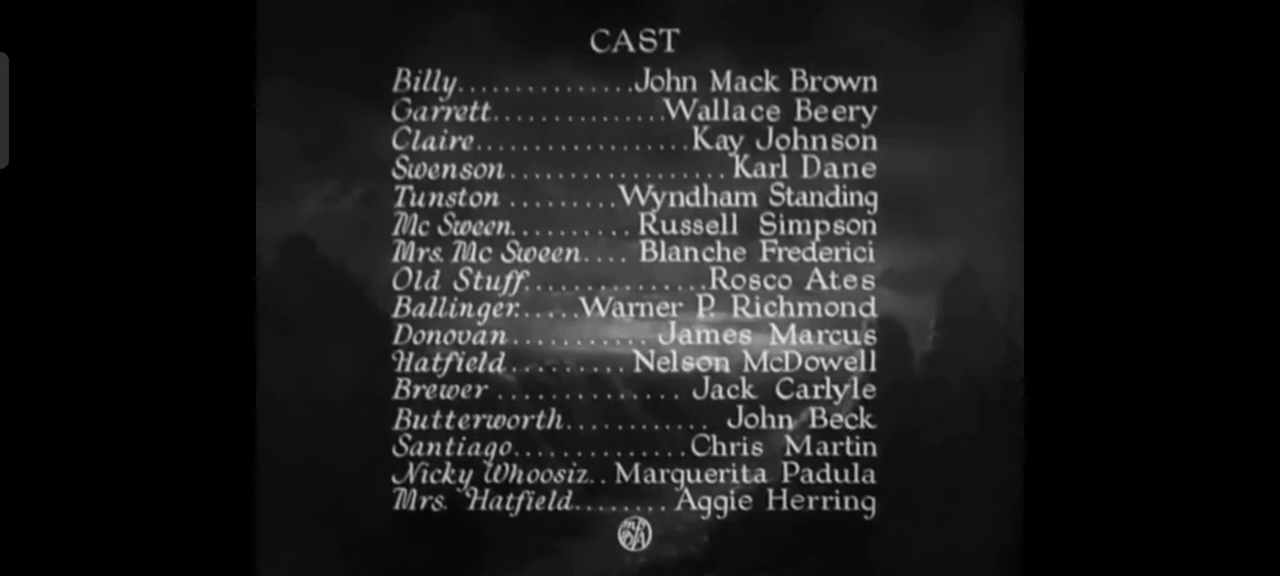 CAST
Billy...............John Mack Brown
Garrett...............Wallace Beery
Claire..................Kay Johnson
Swenson...................Karl Dane
Tunston .........Wyndham Standing
Mc Sween.......... Russell Simpson
Mrs. Mc Sween.... Blanche Frederici
Old Stuff................Rosco Ates
Ballinger......Warner P. Richmond
Donovan............ James Marcus
Hatfield.......... Nelson McDowell
Brewer ............... Jack Carlyle
Butterworth............ John Beck
Santiago...............Chris Martin
Nicky Whoosiz.. Marguerita Padula
Mrs. Hatfield........ Aggie Herring